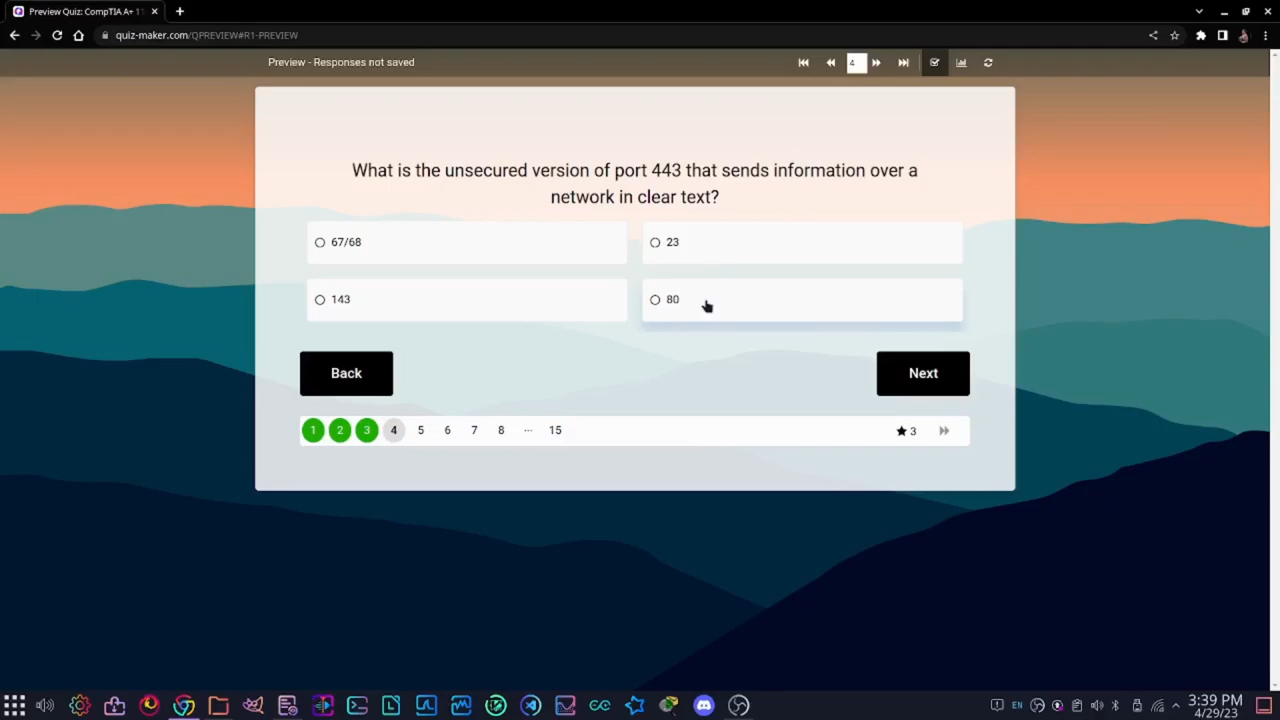 Preview Quiz: CompTIA A+ 11
quiz-maker.com/QPREVIEW#R1-PREVIEW
Preview - Responses not saved
4
What is the unsecured version of port 443 that sends information over a
network in clear text?
67/68
23
143
80
Back
Next
1 2 3 4 5 6 7 8 ... 15
3
EN
3:39 PM
4/29/23